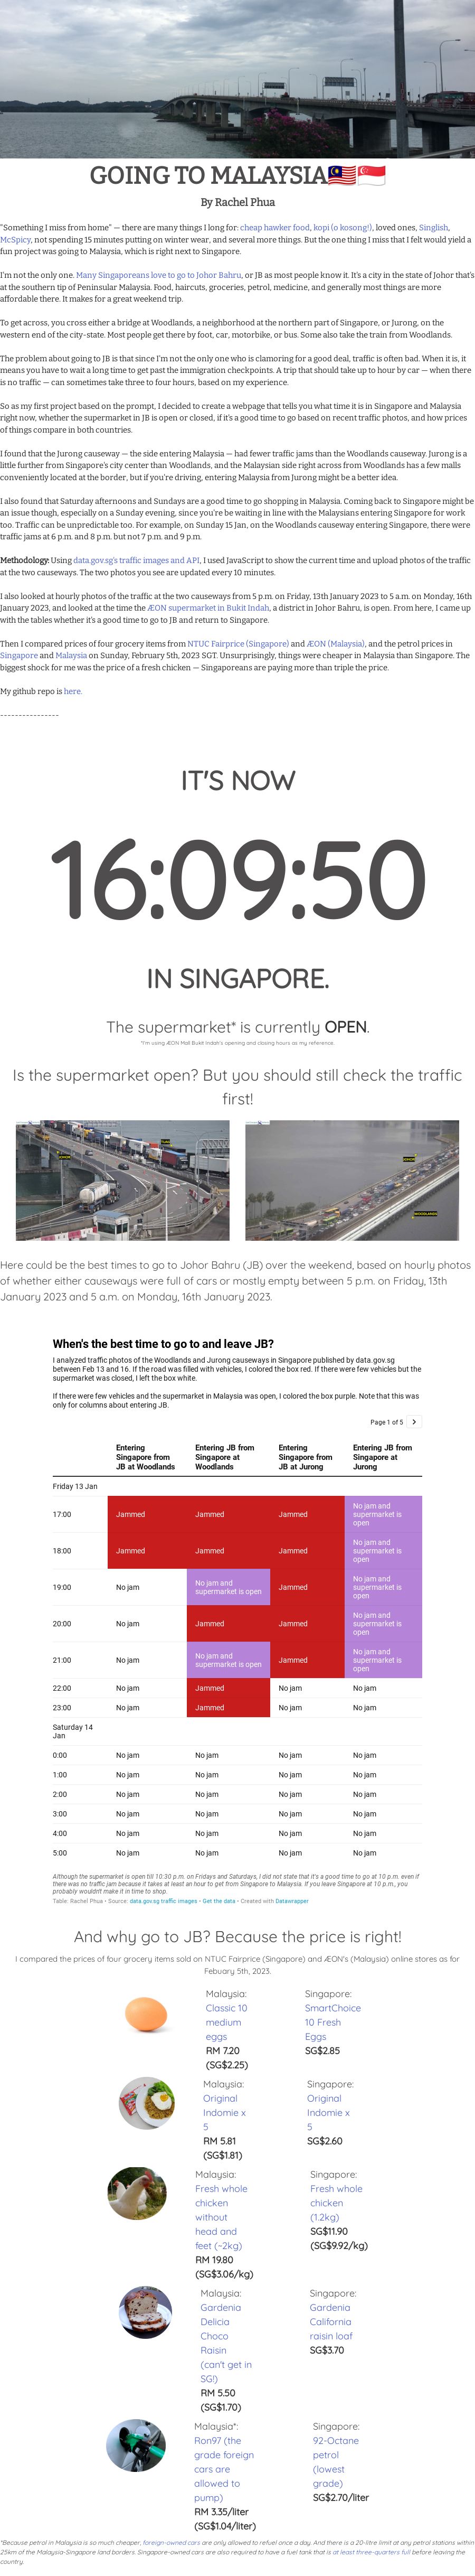 GOING TO MALAYSIA🇲🇾🇸🇬
By Rachel Phua
"Something I miss from home" — there are many things I long for: cheap hawker food, kopi (o kosong!), loved ones, Singlish,
McSpicy, not spending 15 minutes putting on winter wear, and several more things. But the one thing I miss that I felt would yield a
fun project was going to Malaysia, which is right next to Singapore.
I'm not the only one. Many Singaporeans love to go to Johor Bahru, or JB as most people know it. It's a city in the state of Johor that's
at the southern tip of Peninsular Malaysia. Food, haircuts, groceries, petrol, medicine, and generally most things are more
affordable there. It makes for a great weekend trip.
To get across, you cross either a bridge at Woodlands, a neighborhood at the northern part of Singapore, or Jurong, on the
western end of the city-state. Most people get there by foot, car, motorbike, or bus. Some also take the train from Woodlands.
The problem about going to JB is that since I'm not the only one who is clamoring for a good deal, traffic is often bad. When it is, it
means you have to wait a long time to get past the immigration checkpoints. A trip that should take up to hour by car — when there
is no traffic — can sometimes take three to four hours, based on my experience.
So as my first project based on the prompt, I decided to create a webpage that tells you what time it is in Singapore and Malaysia
right now, whether the supermarket in JB is open or closed, if it's a good time to go based on recent traffic photos, and how prices
of things compare in both countries.
I found that the Jurong causeway — the side entering Malaysia — had fewer traffic jams than the Woodlands causeway. Jurong is a
little further from Singapore's city center than Woodlands, and the Malaysian side right across from Woodlands has a few malls
conveniently located at the border, but if you're driving, entering Malaysia from Jurong might be a better idea.
I also found that Saturday afternoons and Sundays are a good time to go shopping in Malaysia. Coming back to Singapore might be
an issue though, especially on a Sunday evening, since you're be waiting in line with the Malaysians entering Singapore for work
too. Traffic can be unpredictable too. For example, on Sunday 15 Jan, on the Woodlands causeway entering Singapore, there were
traffic jams at 6 p.m. and 8 p.m. but not 7 p.m. and 9 p.m.
Methodology: Using data.gov.sg's traffic images and API, I used JavaScript to show the current time and upload photos of the traffic
at the two causeways. The two photos you see are updated every 10 minutes.
I also looked at hourly photos of the traffic at the two causeways from 5 p.m. on Friday, 13th January 2023 to 5 a.m. on Monday, 16th
January 2023, and looked at the time the ÆON supermarket in Bukit Indah, a district in Johor Bahru, is open. From here, I came up
with the tables whether it's a good time to go to JB and return to Singapore.
Then I compared prices of four grocery items from NTUC Fairprice (Singapore) and ÆON (Malaysia), and the petrol prices in
Singapore and Malaysia on Sunday, February 5th, 2023 SGT. Unsurprisingly, things were cheaper in Malaysia than Singapore. The
biggest shock for me was the price of a fresh chicken — Singaporeans are paying more than triple the price.
My github repo is here.
----------------
IT'S NOW
16:09:50
IN SINGAPORE.
The supermarket* is currently OPEN.
*I'm using ÆON Mall Bukit Indah's opening and closing hours as my reference.
Is the supermarket open? But you should still check the traffic
first!
JOHOR
JOHOR
WOODLANDS
Here could be the best times to go to Johor Bahru (JB) over the weekend, based on hourly photos
of whether either causeways were full of cars or mostly empty between 5 p.m. on Friday, 13th
January 2023 and 5 a.m. on Monday, 16th January 2023.
When's the best time to go to and leave JB?
I analyzed traffic photos of the Woodlands and Jurong causeways in Singapore published by data.gov.sg
between Feb 13 and 16. If the road was filled with vehicles, I colored the box red. If there were few vehicles but the
supermarket was closed, I left the box white.
If there were few vehicles and the supermarket in Malaysia was open, I colored the box purple. Note that this was
only for columns about entering JB.
Page 1 of 5 >
Entering Singapore from JB at Woodlands Entering JB from Singapore at Woodlands Entering Singapore from JB at Jurong Entering JB from Singapore at Jurong
Friday 13 Jan
17:00 Jammed Jammed Jammed No jam and supermarket is open
18:00 Jammed Jammed Jammed No jam and supermarket is open
19:00 No jam No jam and supermarket is open Jammed No jam and supermarket is open
20:00 No jam Jammed Jammed No jam and supermarket is open
21:00 No jam No jam and supermarket is open Jammed No jam and supermarket is open
22:00 No jam Jammed No jam No jam
23:00 No jam Jammed No jam No jam
Saturday 14
Jan
0:00 No jam No jam No jam No jam
1:00 No jam No jam No jam No jam
2:00 No jam No jam No jam No jam
3:00 No jam No jam No jam No jam
4:00 No jam No jam No jam No jam
5:00 No jam No jam No jam No jam
Although the supermarket is open till 10:30 p.m. on Fridays and Saturdays, I did not state that it's a good time to go at 10 p.m. even if
there was no traffic jam because it takes at least an hour to get from Singapore to Malaysia. If you leave Singapore at 10 p.m., you
probably wouldn't make it in time to shop.
Table: Rachel Phua • Source: data.gov.sg traffic images • Get the data • Created with Datawrapper
And why go to JB? Because the price is right!
I compared the prices of four grocery items sold on NTUC Fairprice (Singapore) and ÆON's (Malaysia) online stores as for
Febuary 5th, 2023.
Malaysia:
Classic 10
medium
eggs
RM 7.20
(SG$2.25)
Singapore:
SmartChoice
10 Fresh
Eggs
SG$2.85
Malaysia:
Original
Indomie x
5
RM 5.81
(SG$1.81)
Singapore:
Original
Indomie x
5
SG$2.60
Malaysia:
Fresh whole
chicken
without
head and
feet (~2kg)
RM 19.80
(SG$3.06/kg)
Singapore:
Fresh whole
chicken
(1.2kg)
SG$11.90
(SG$9.92/kg)
Malaysia:
Gardenia
Delicia
Choco
Raisin
(can't get in
SG!)
RM 5.50
(SG$1.70)
Singapore:
Gardenia
California
raisin loaf
SG$3.70
Malaysia*:
Ron97 (the
grade foreign
cars are
allowed to
pump)
RM 3.35/liter
(SG$1.04/liter)
Singapore:
92-Octane
petrol
(lowest
grade)
SG$2.70/liter
*Because petrol in Malaysia is so much cheaper, foreign-owned cars are only allowed to refuel once a day. And there is a 20-litre limit at any petrol stations within
25km of the Malaysia-Singapore land borders. Singapore-owned cars are also required to have a fuel tank that is at least three-quarters full before leaving the
country.